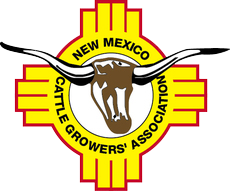 NEW MEXICO
CATTLE GROWERS' ASSOCIATION